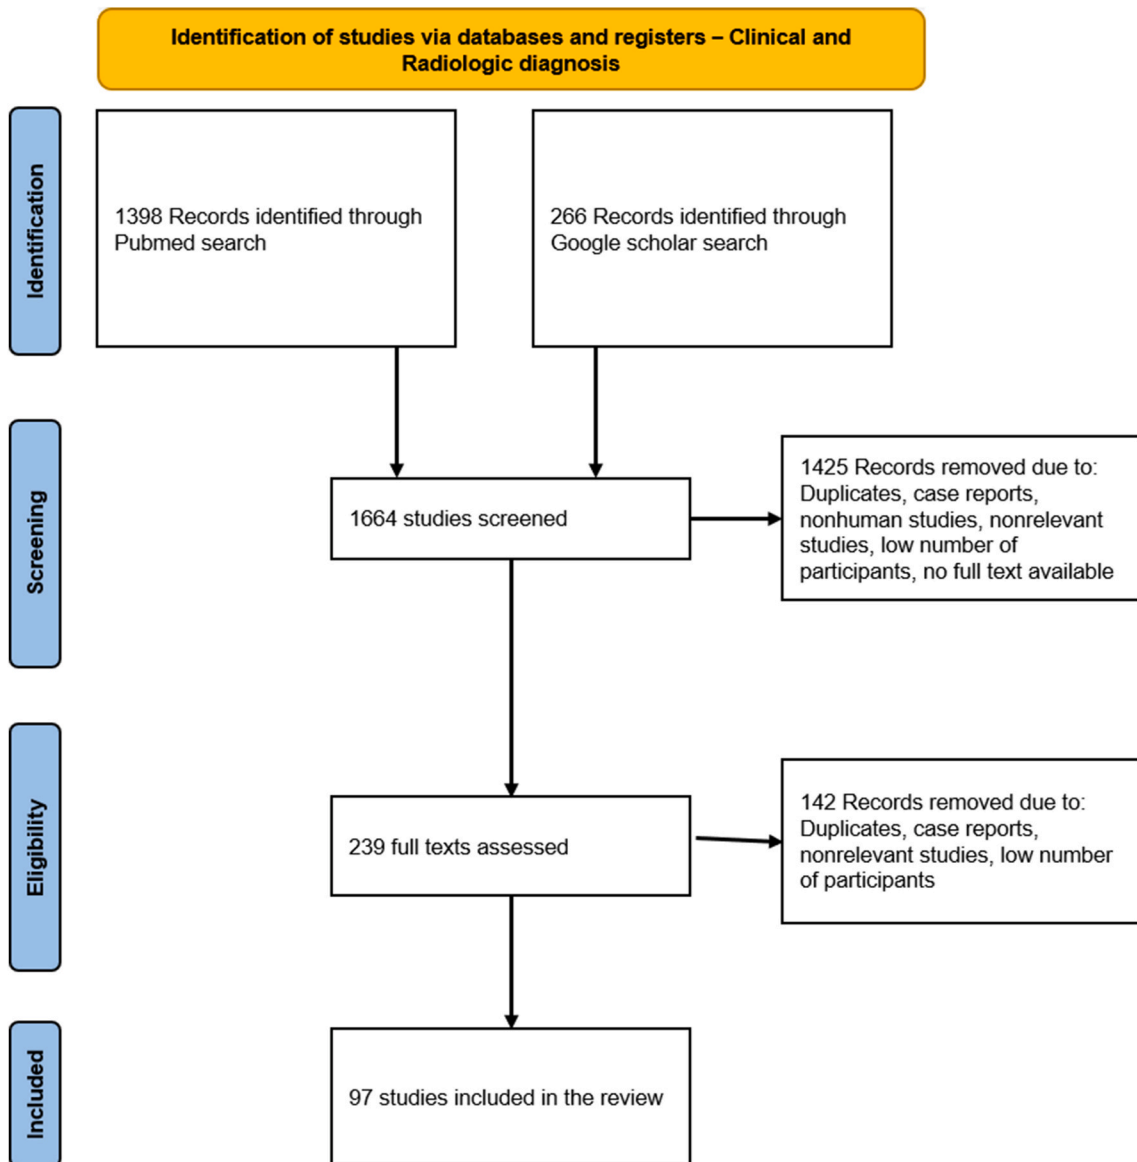 Identification of studies via databases and registers – Clinical and
Radiologic diagnosis
Identification
1398 Records identified through
Pubmed search
266 Records identified through
Google scholar search
Screening
1664 studies screened
1425 Records removed due to:
Duplicates, case reports,
nonhuman studies, nonrelevant
studies, low number of
participants, no full text available
Eligibility
239 full texts assessed
142 Records removed due to:
Duplicates, case reports,
nonrelevant studies, low number
of participants
Included
97 studies included in the review